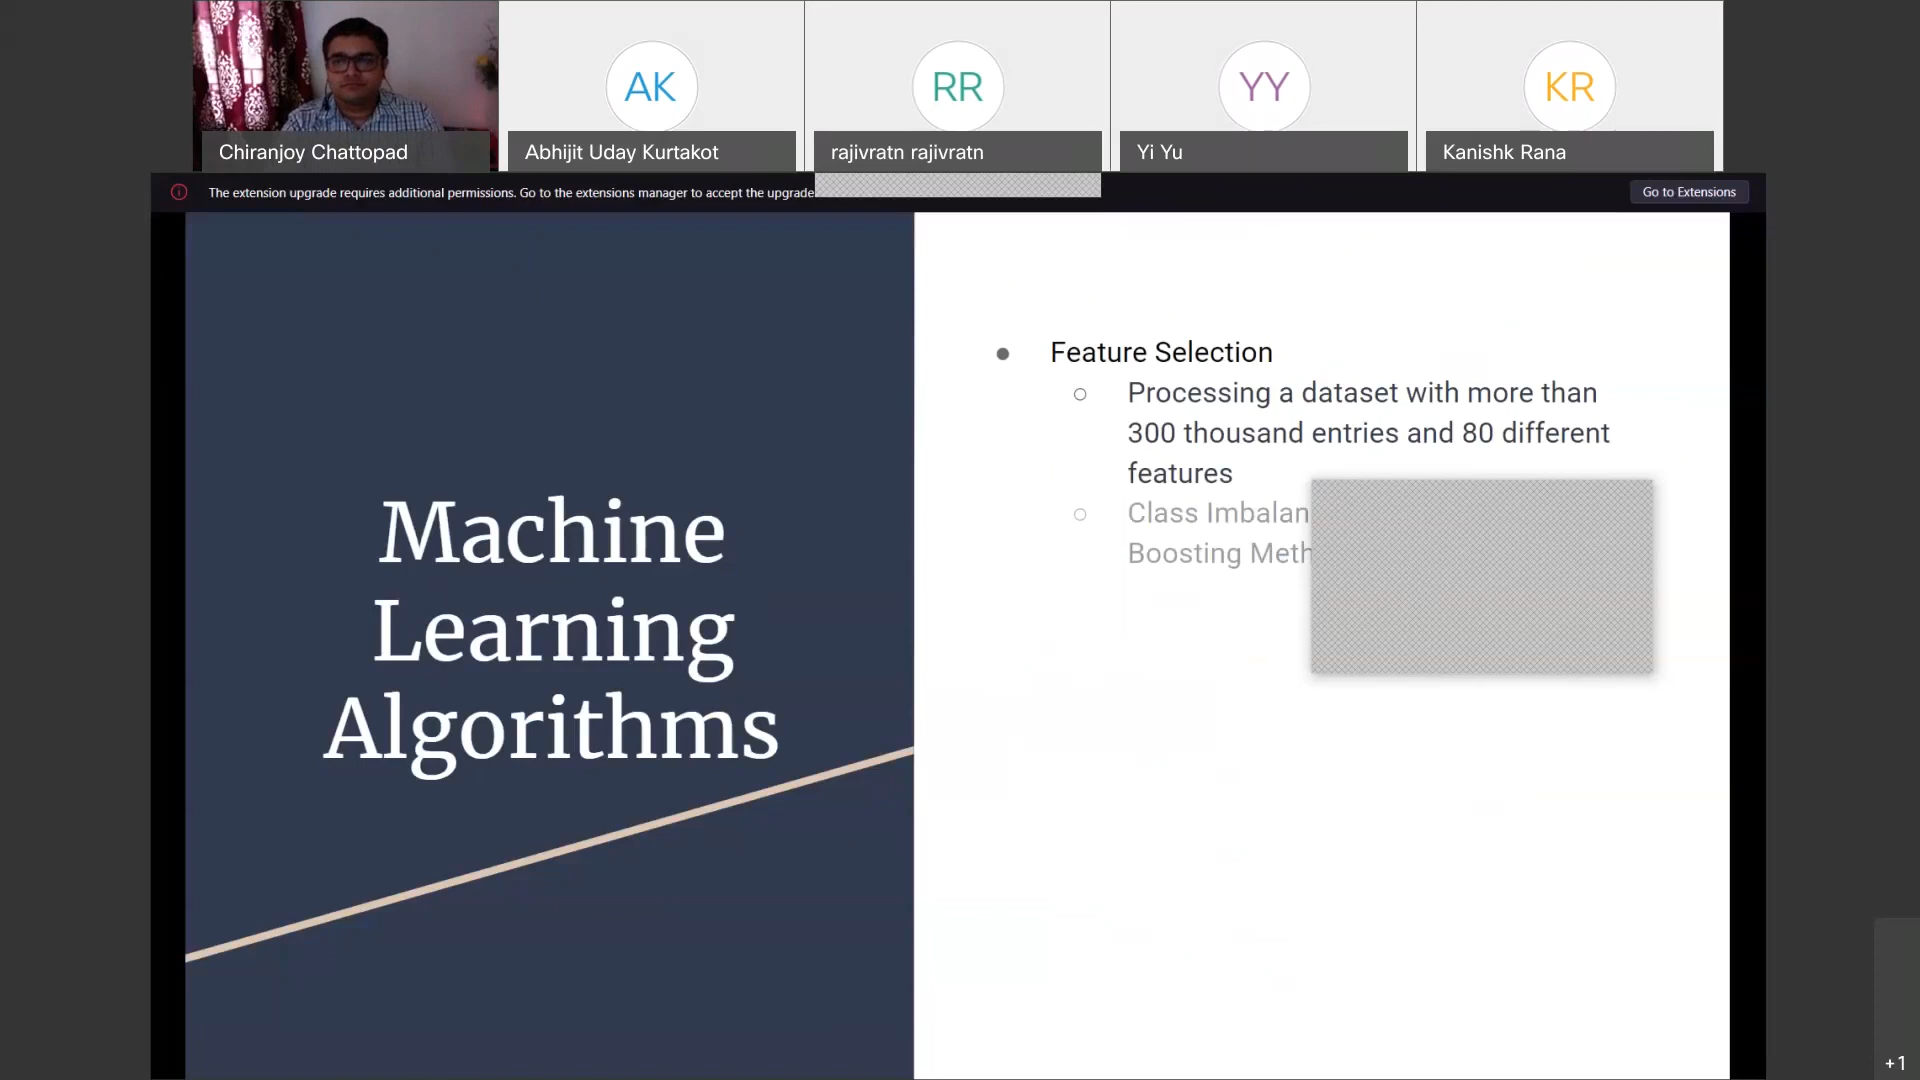 AK
RR
YY
KR
Chiranjoy Chattopad
Abhijit Uday Kurtakot
rajivratn rajivratn
Yi Yu
Kanishk Rana
The extension upgrade requires additional permissions. Go to the extensions manager to accept the upgrade
Go to Extensions
Machine
Learning
Algorithms
● Feature Selection
○ Processing a dataset with more than
300 thousand entries and 80 different
features
○ Class
Boosting
+1